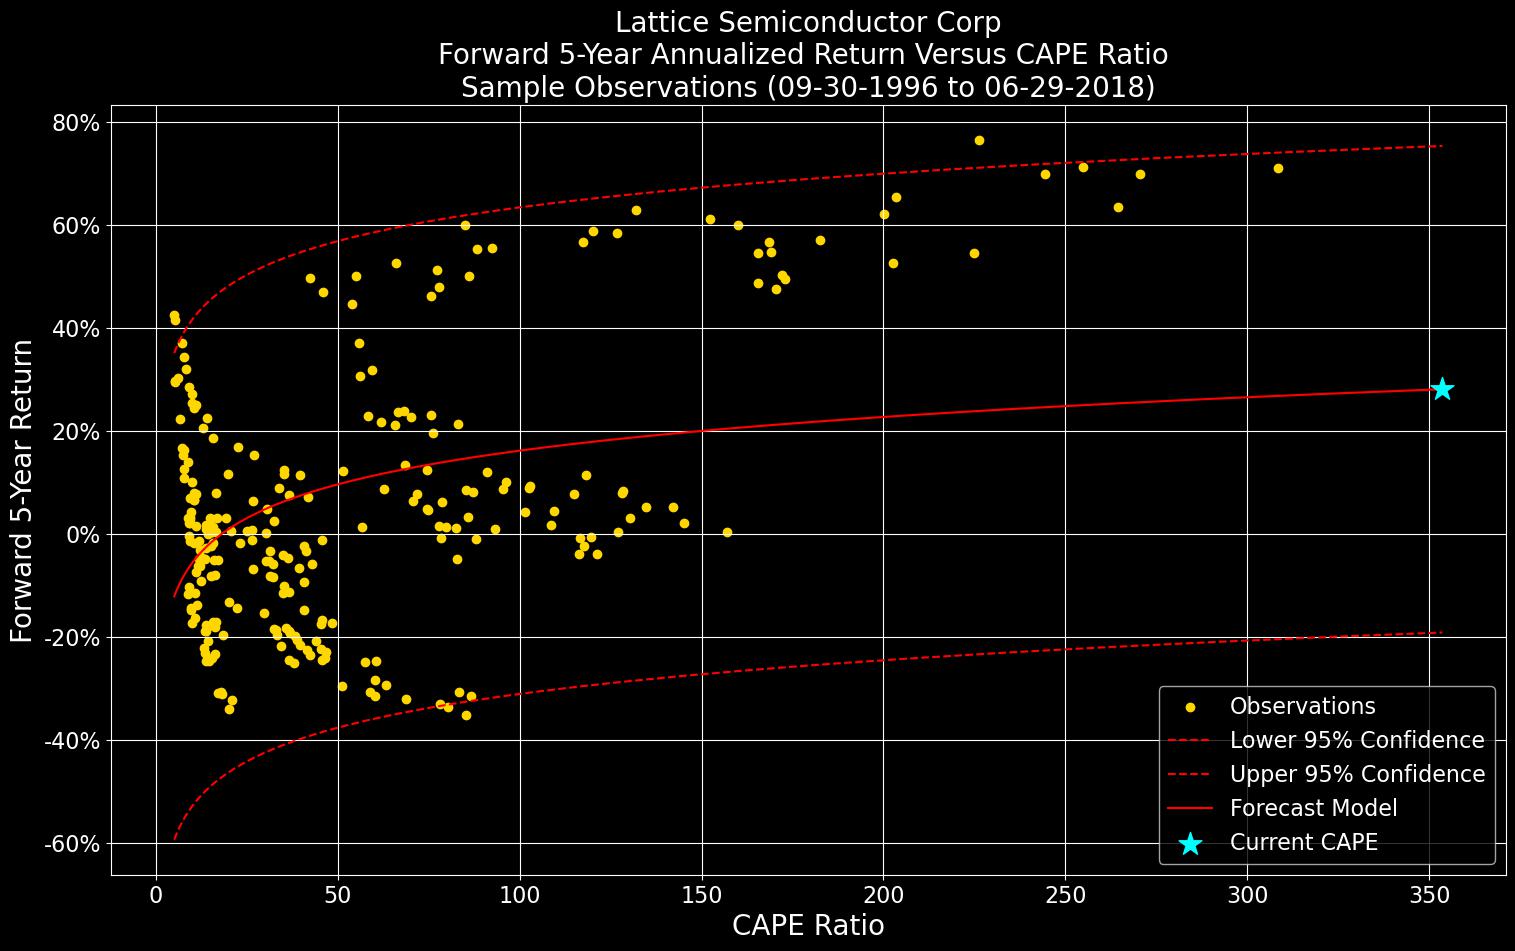 Lattice Semiconductor Corp
Forward 5-Year Annualized Return Versus CAPE Ratio
Sample Observations (09-30-1996 to 06-29-2018)
Forward 5-Year Return
80%
60%
40%
20%
0%
-20%
-40%
-60%
0
50
100
150
200
250
300
350
CAPE Ratio
Observations
Lower 95% Confidence
Upper 95% Confidence
Forecast Model
Current CAPE